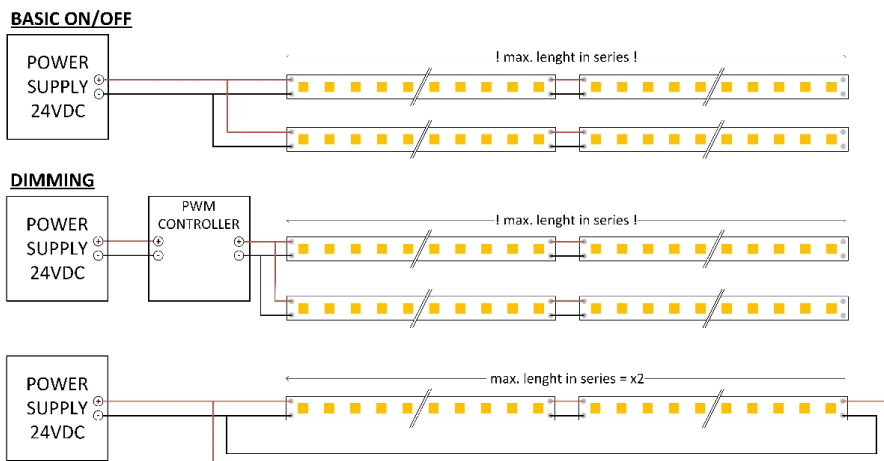 BASIC ON/OFF
POWER
SUPPLY
24VDC
+
-
! max. lenght in series !
DIMMING
POWER
SUPPLY
24VDC
+
-
PWM
CONTROLLER
+
-
+
-
! max. lenght in series !
POWER
SUPPLY
24VDC
+
-
max. lenght in series = x2